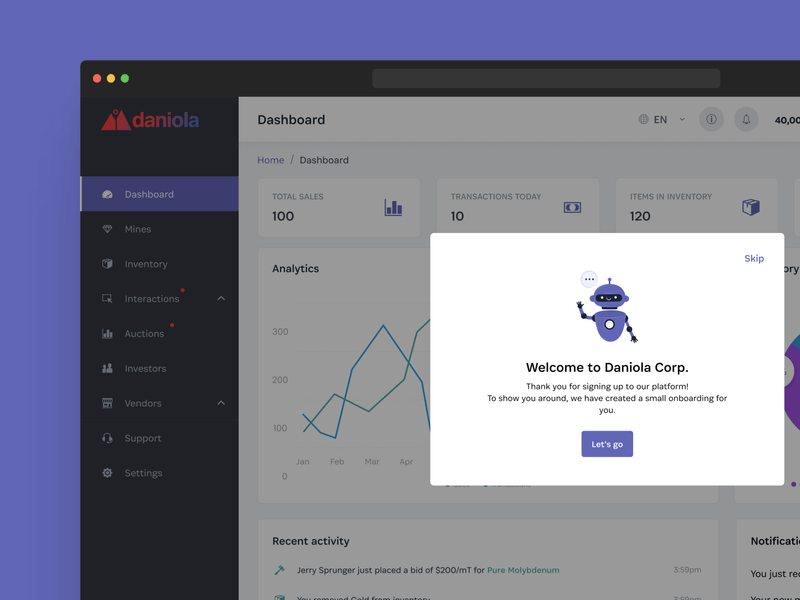 daniola
Dashboard
EN
40,00
Home / Dashboard
Dashboard
Mines
Inventory
Interactions
Auctions
Investors
Vendors
Support
Settings
TOTAL SALES
100
TRANSACTIONS TODAY
10
ITEMS IN INVENTORY
120
Analytics
300
200
100
0
Jan Feb Mar Apr
Skip
Welcome to Daniola Corp.
Thank you for signing up to our platform!
To show you around, we have created a small onboarding for
you.
Let's go
ory
Recent activity
Jerry Sprunger just placed a bid of $200/mT for Pure Molybdenum
3:59pm
You removed Gold from inventory
3:59pm
Notificati
You just rec